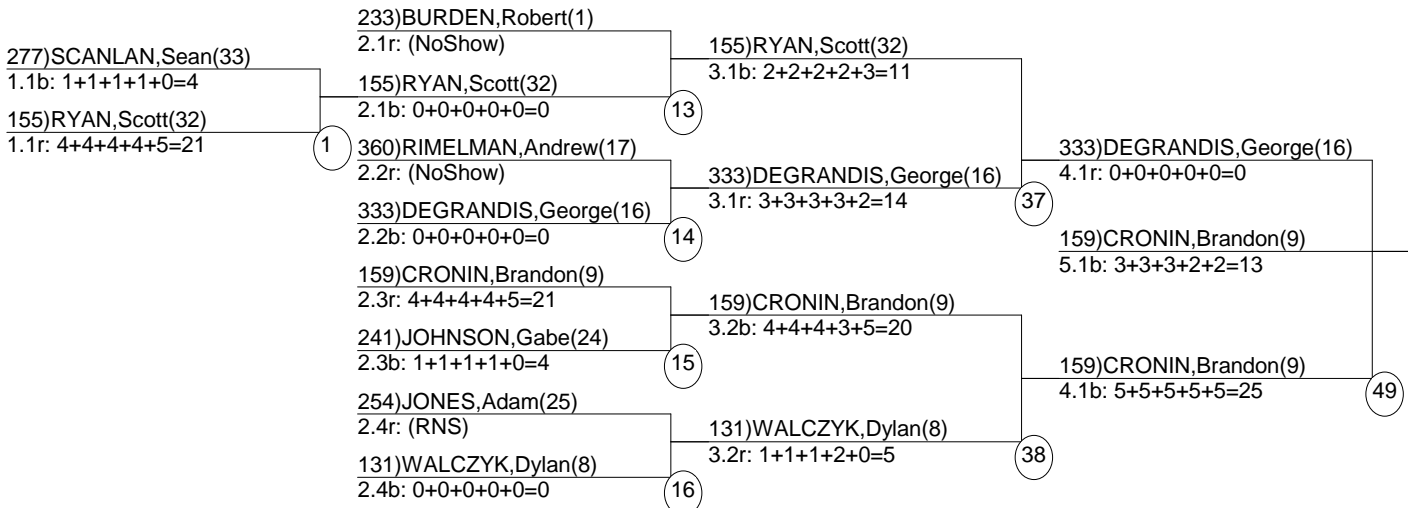 277)SCANLAN,Sean(33)
1.1b: 1+1+1+1+0=4
155)RYAN,Scott(32)
1.1r: 4+4+4+4+5=21
1
233)BURDEN,Robert(1)
2.1r: (NoShow)
155)RYAN,Scott(32)
2.1b: 0+0+0+0+0=0
13
360)RIMELMAN,Andrew(17)
2.2r: (NoShow)
333)DEGRANDIS,George(16)
2.2b: 0+0+0+0+0=0
14
159)CRONIN,Brandon(9)
2.3r: 4+4+4+4+5=21
241)JOHNSON,Gabe(24)
2.3b: 1+1+1+1+0=4
15
254)JONES,Adam(25)
2.4r: (RNS)
131)WALCZYK,Dylan(8)
2.4b: 0+0+0+0+0=0
16
155)RYAN,Scott(32)
3.1b: 2+2+2+2+3=11
333)DEGRANDIS,George(16)
3.1r: 3+3+3+3+2=14
37
159)CRONIN,Brandon(9)
3.2b: 4+4+4+3+5=20
131)WALCZYK,Dylan(8)
3.2r: 1+1+1+2+0=5
38
333)DEGRANDIS,George(16)
4.1r: 0+0+0+0+0=0
159)CRONIN,Brandon(9)
5.1b: 3+3+3+2+2=13
159)CRONIN,Brandon(9)
4.1b: 5+5+5+5+5=25
49